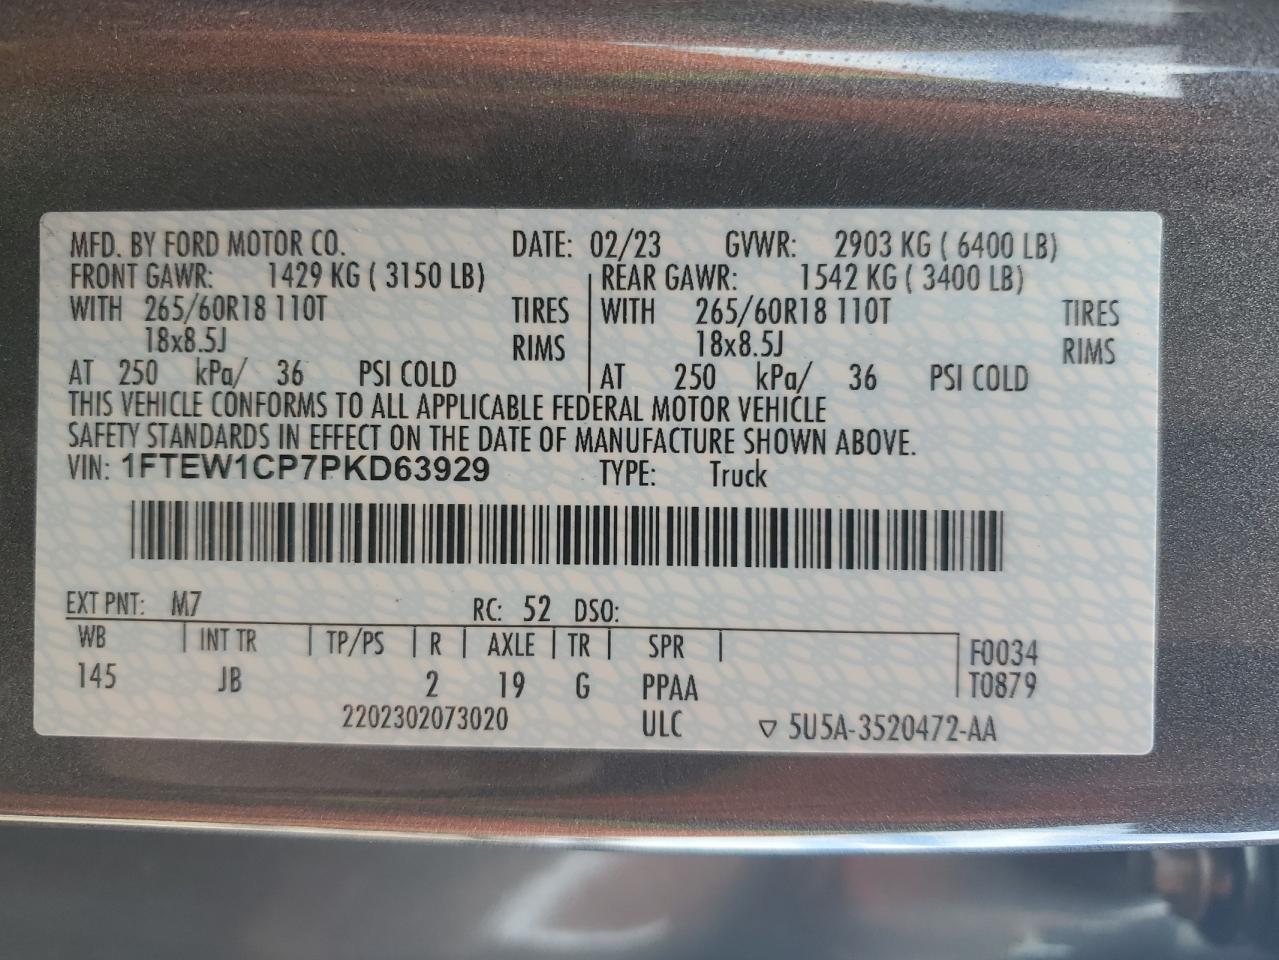 MFD. BY FORD MOTOR CO. DATE: 02/23 GVWR: 2903 KG ( 6400 LB)
FRONT GAWR: 1429 KG ( 3150 LB) REAR GAWR: 1542 KG ( 3400 LB)
WITH 265/60R18 110T TIRES WITH 265/60R18 110T TIRES
18x8.5J RIMS 18x8.5J RIMS
AT 250 kPa/ 36 PSI COLD AT 250 kPa/ 36 PSI COLD
THIS VEHICLE CONFORMS TO ALL APPLICABLE FEDERAL MOTOR VEHICLE
SAFETY STANDARDS IN EFFECT ON THE DATE OF MANUFACTURE SHOWN ABOVE.
VIN: 1FTEW1CP7PKD63929 TYPE: Truck
EXT PNT: M7 RC: 52 DSO:
WB INT TR TP/PS R AXLE TR SPR F0034
145 JB 2 19 G PPAA T0879
2202302073020 ULC ▽ 5U5A-3520472-AA